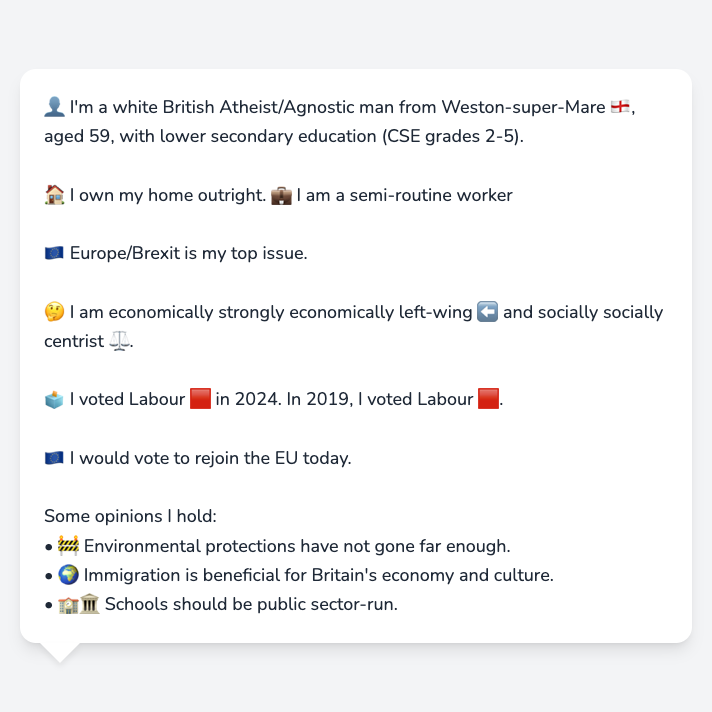 👤 I'm a white British Atheist/Agnostic man from Weston-super-Mare 🏴󠁧󠁢󠁥󠁮󠁧󠁿,
aged 59, with lower secondary education (CSE grades 2-5).
🏠 I own my home outright. 💼 I am a semi-routine worker
🇪🇺 Europe/Brexit is my top issue.
🤔 I am economically strongly economically left-wing ⬅️ and socially socially
centrist ⚖️.
🗳️ I voted Labour 🟥 in 2024. In 2019, I voted Labour 🟥.
🇪🇺 I would vote to rejoin the EU today.
Some opinions I hold:
• 🚧 Environmental protections have not gone far enough.
• 🌍 Immigration is beneficial for Britain's economy and culture.
• 🏫🏛️ Schools should be public sector-run.